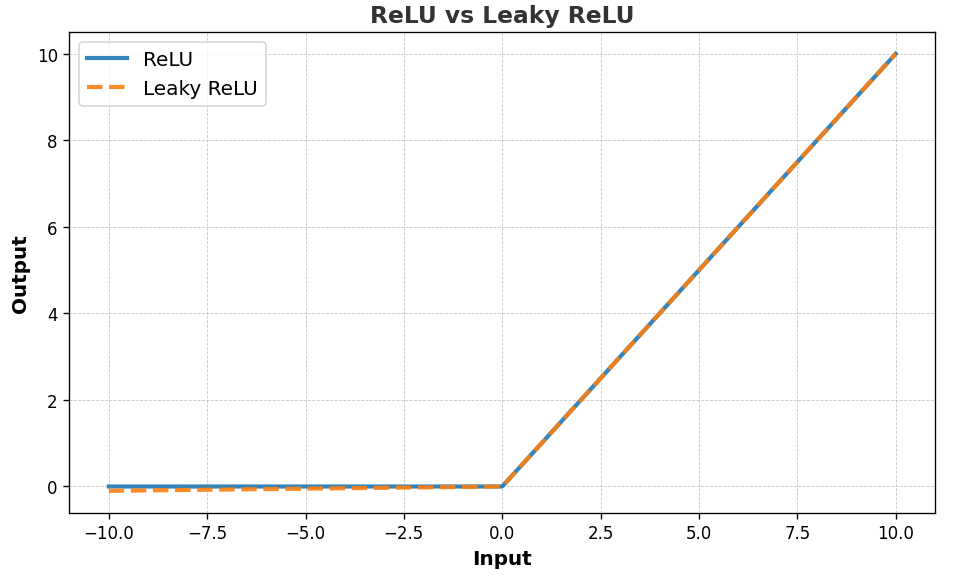 ReLU vs Leaky ReLU
ReLU
Leaky ReLU
10
8
6
4
2
0
Output
−10.0 −7.5 −5.0 −2.5 0.0 2.5 5.0 7.5 10.0
Input